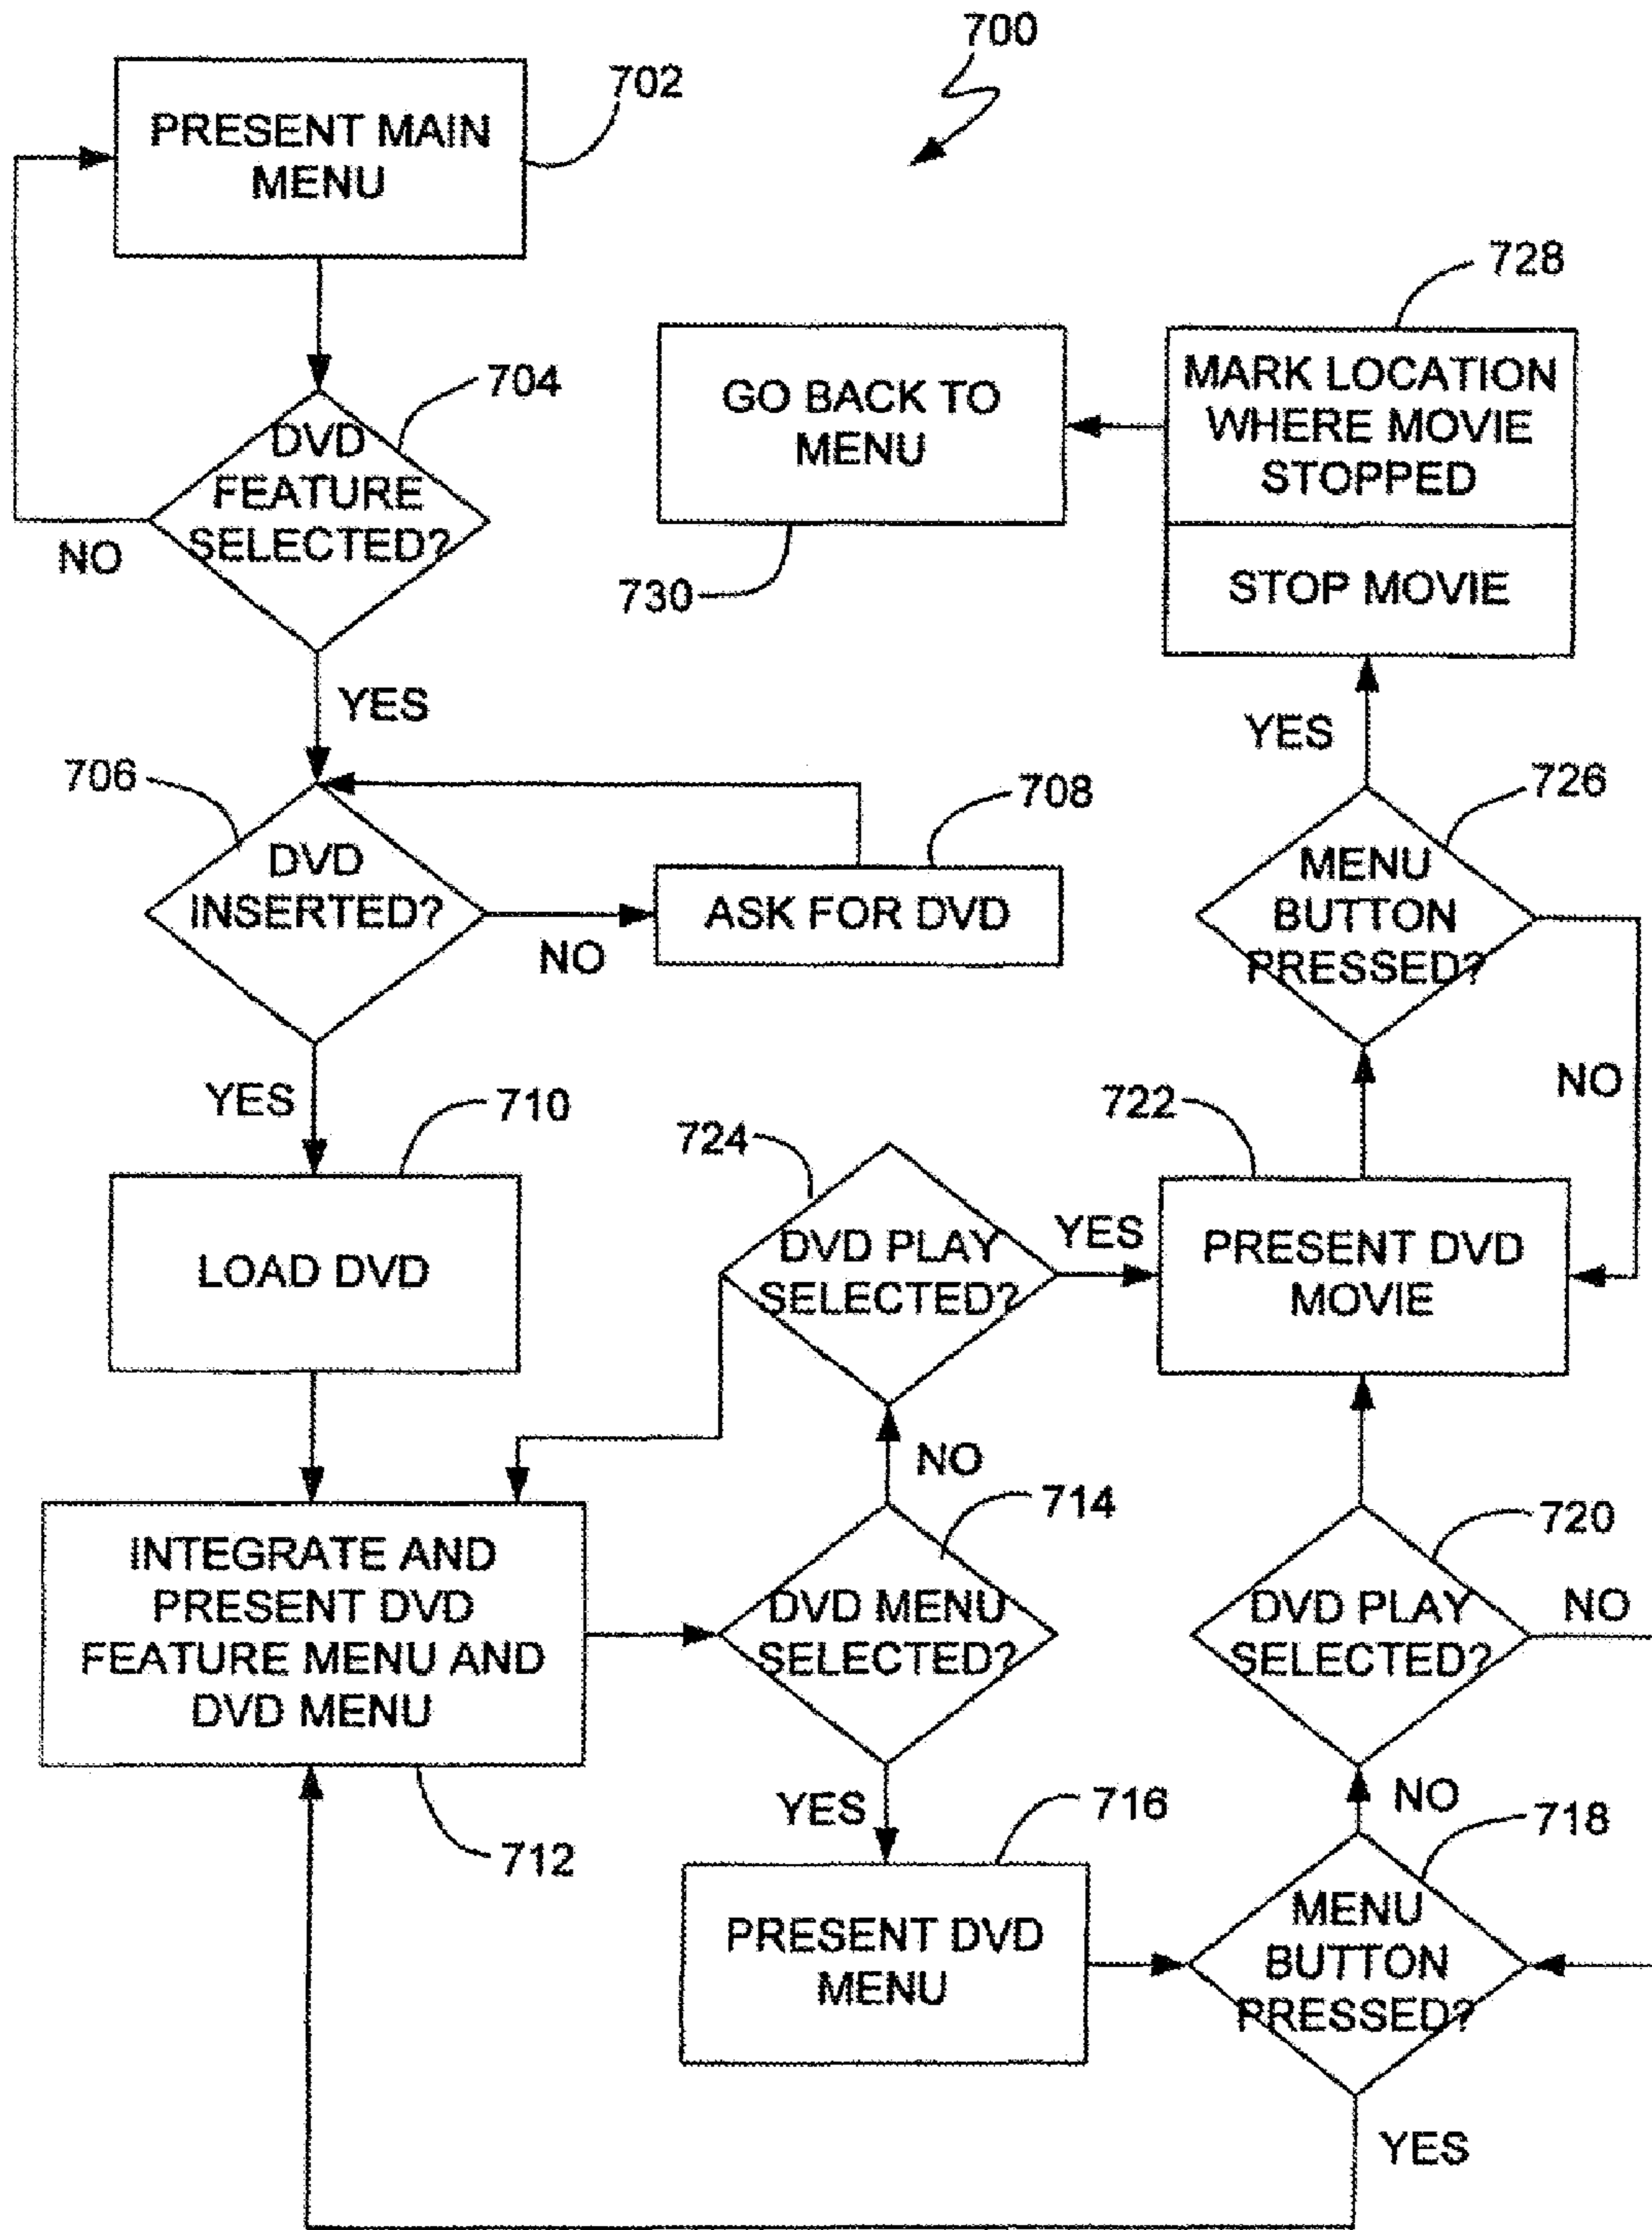 700
702
PRESENT MAIN
MENU
704
DVD
FEATURE
SELECTED?
NO
YES
706
DVD
INSERTED?
NO
708
ASK FOR DVD
YES
710
LOAD DVD
INTEGRATE AND
PRESENT DVD
FEATURE MENU AND
DVD MENU
712
714
DVD MENU
SELECTED?
NO
724
DVD PLAY
SELECTED?
YES
YES
716
PRESENT DVD
MENU
718
MENU
BUTTON
PRESSED?
YES
NO
720
DVD PLAY
SELECTED?
NO
722
PRESENT DVD
MOVIE
726
MENU
BUTTON
PRESSED?
NO
YES
728
MARK LOCATION
WHERE MOVIE
STOPPED
STOP MOVIE
GO BACK TO
MENU
730